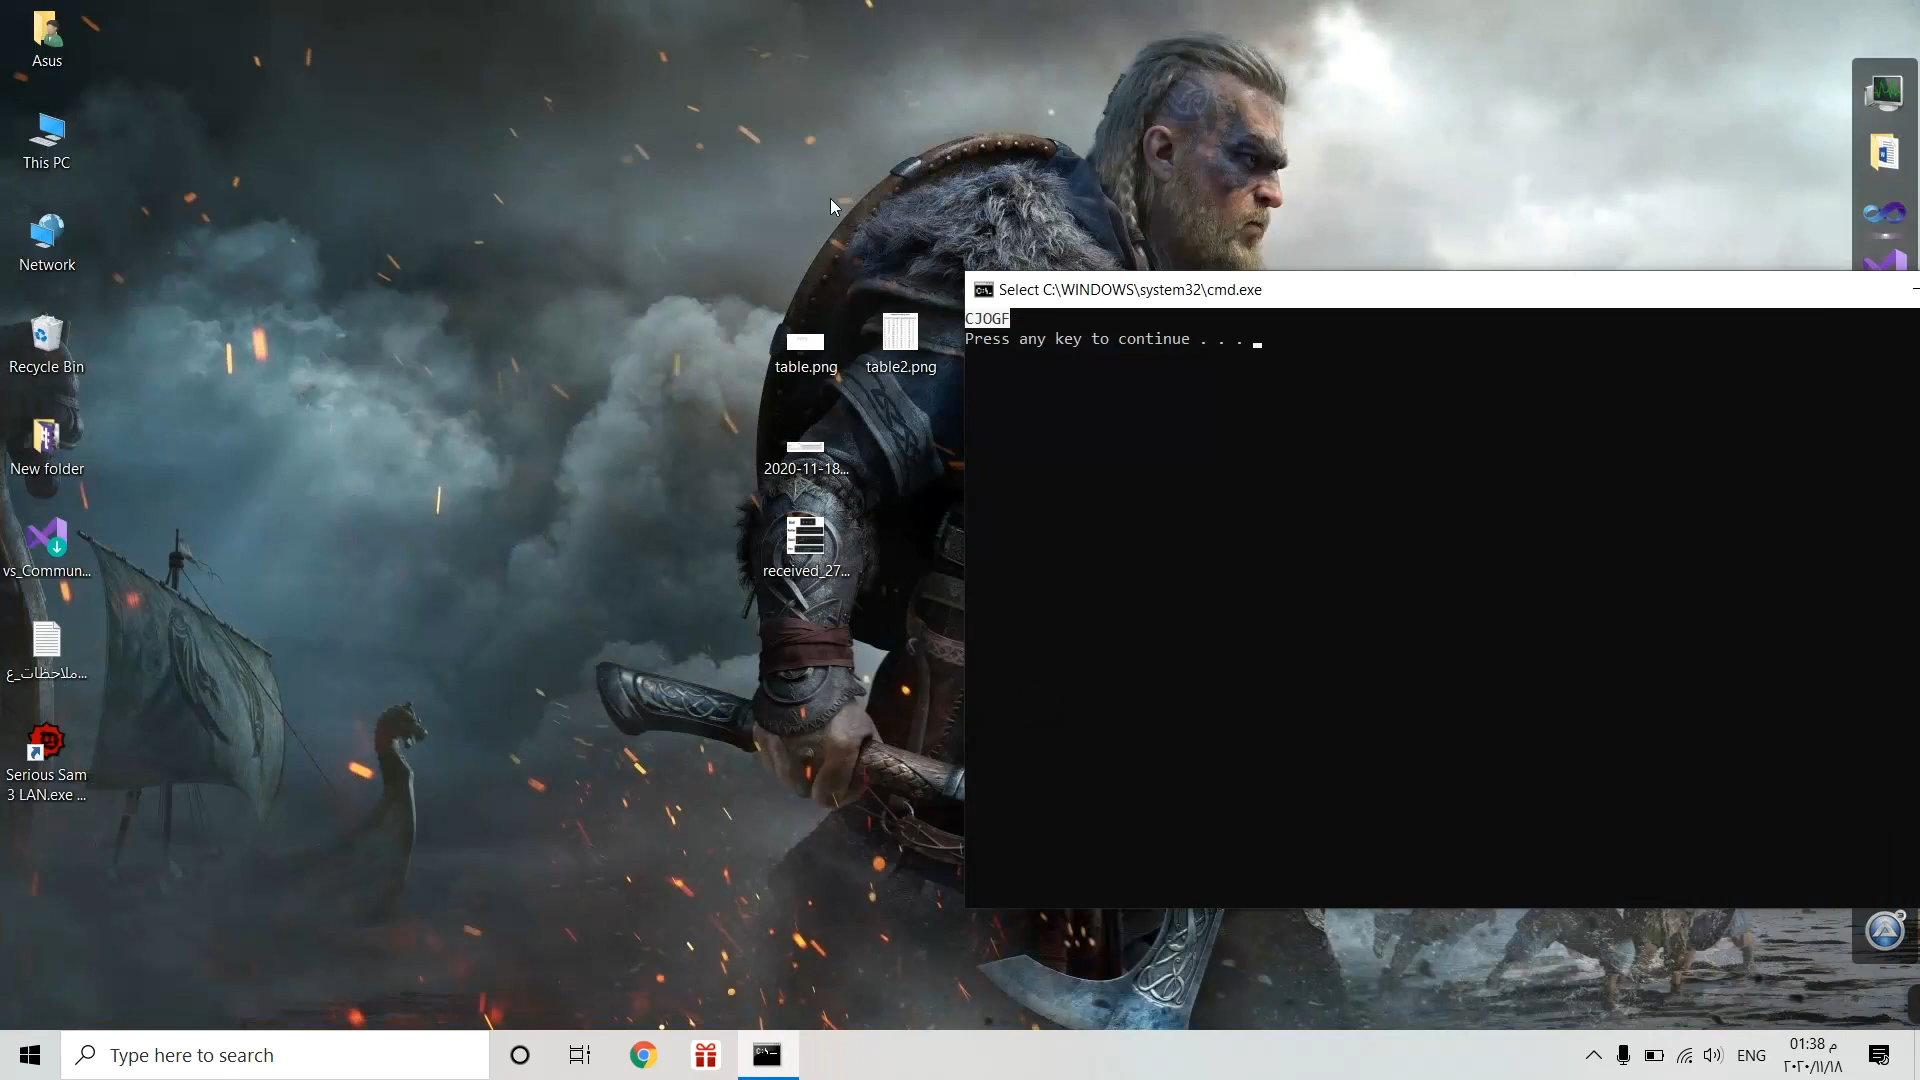 Asus
This PC
Network
Recycle Bin
New folder
vs_Commun...
ملاحظات_ع...
Serious Sam
3 LAN.exe ...
table.png
table2.png
2020-11-18...
received_27...
Select C:\WINDOWS\system32\cmd.exe
CJOGF
Press any key to continue . . .
Type here to search
ENG
01:38 م
٢٠٢٠/١١/١٨